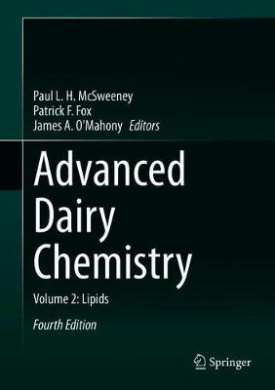 Paul L. H. McSweeney
Patrick F. Fox
James A. O'Mahony Editors
Advanced
Dairy
Chemistry
Volume 2: Lipids
Fourth Edition
Springer